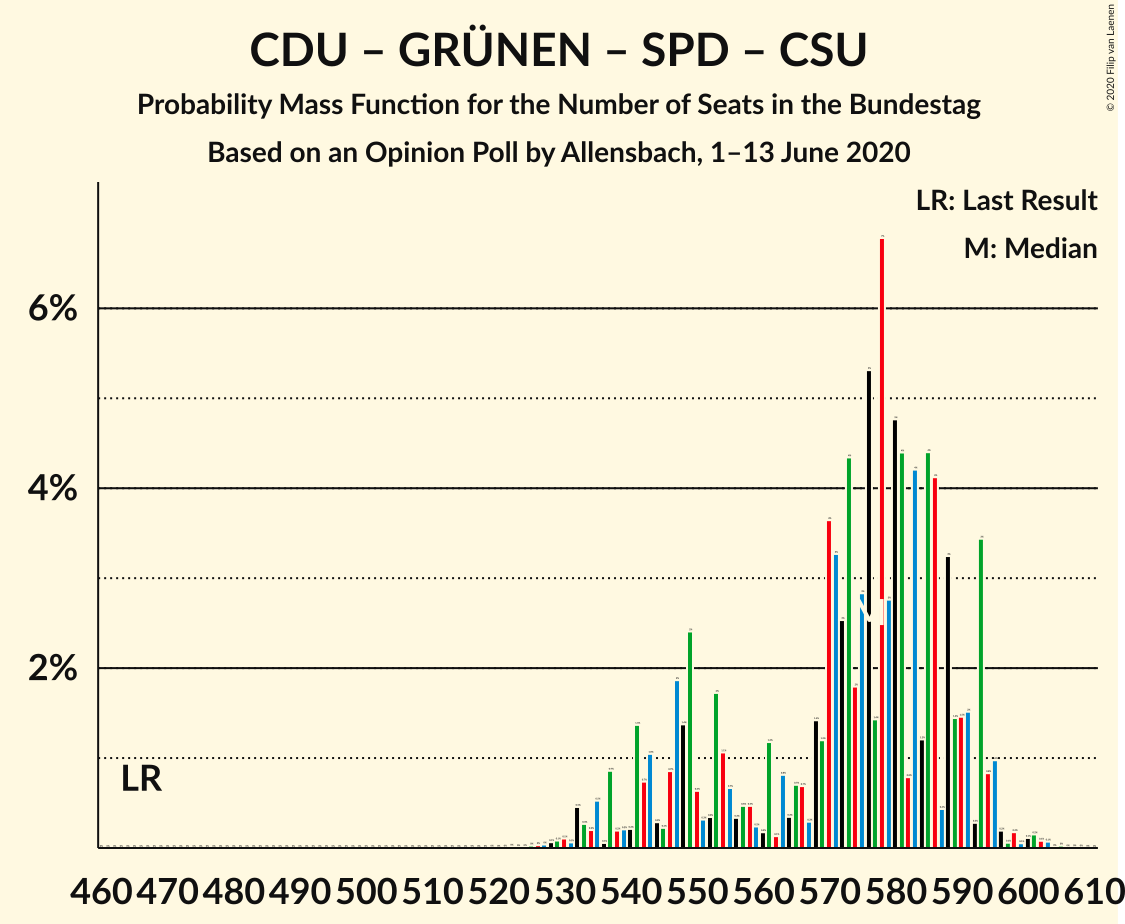 CDU – GRÜNEN – SPD – CSU
Probability Mass Function for the Number of Seats in the Bundestag
Based on an Opinion Poll by Allensbach, 1–13 June 2020
© 2020 Filip van Laenen
LR: Last Result
M: Median
6%
4%
2%
LR
M
460 470 480 490 500 510 520 530 540 550 560 570 580 590 600 610